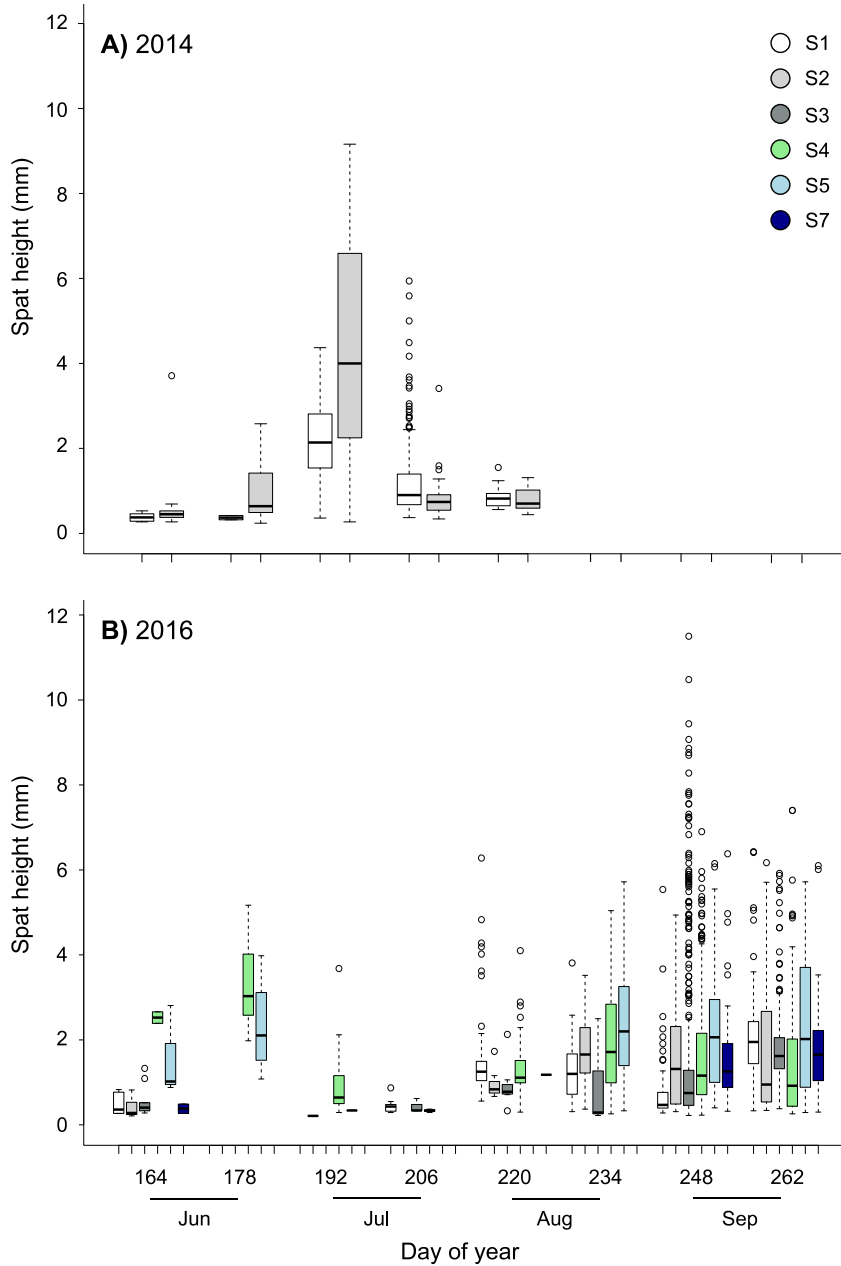 A) 2014
S1
S2
S3
S4
S5
S7
12
10
8
6
4
2
0
Spat height (mm)
B) 2016
12
10
8
6
4
2
0
Spat height (mm)
164 178 192 206 220 234 248 262
Jun Jul Aug Sep
Day of year